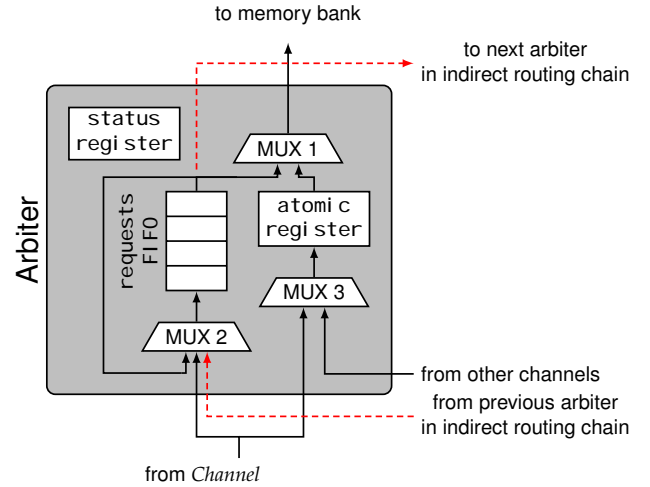 to memory bank
to next arbiter
in indirect routing chain
status
register
MUX 1
Arbiter
requests
FIFO
atomic
register
MUX 3
MUX 2
from other channels
from previous arbiter
in indirect routing chain
from Channel